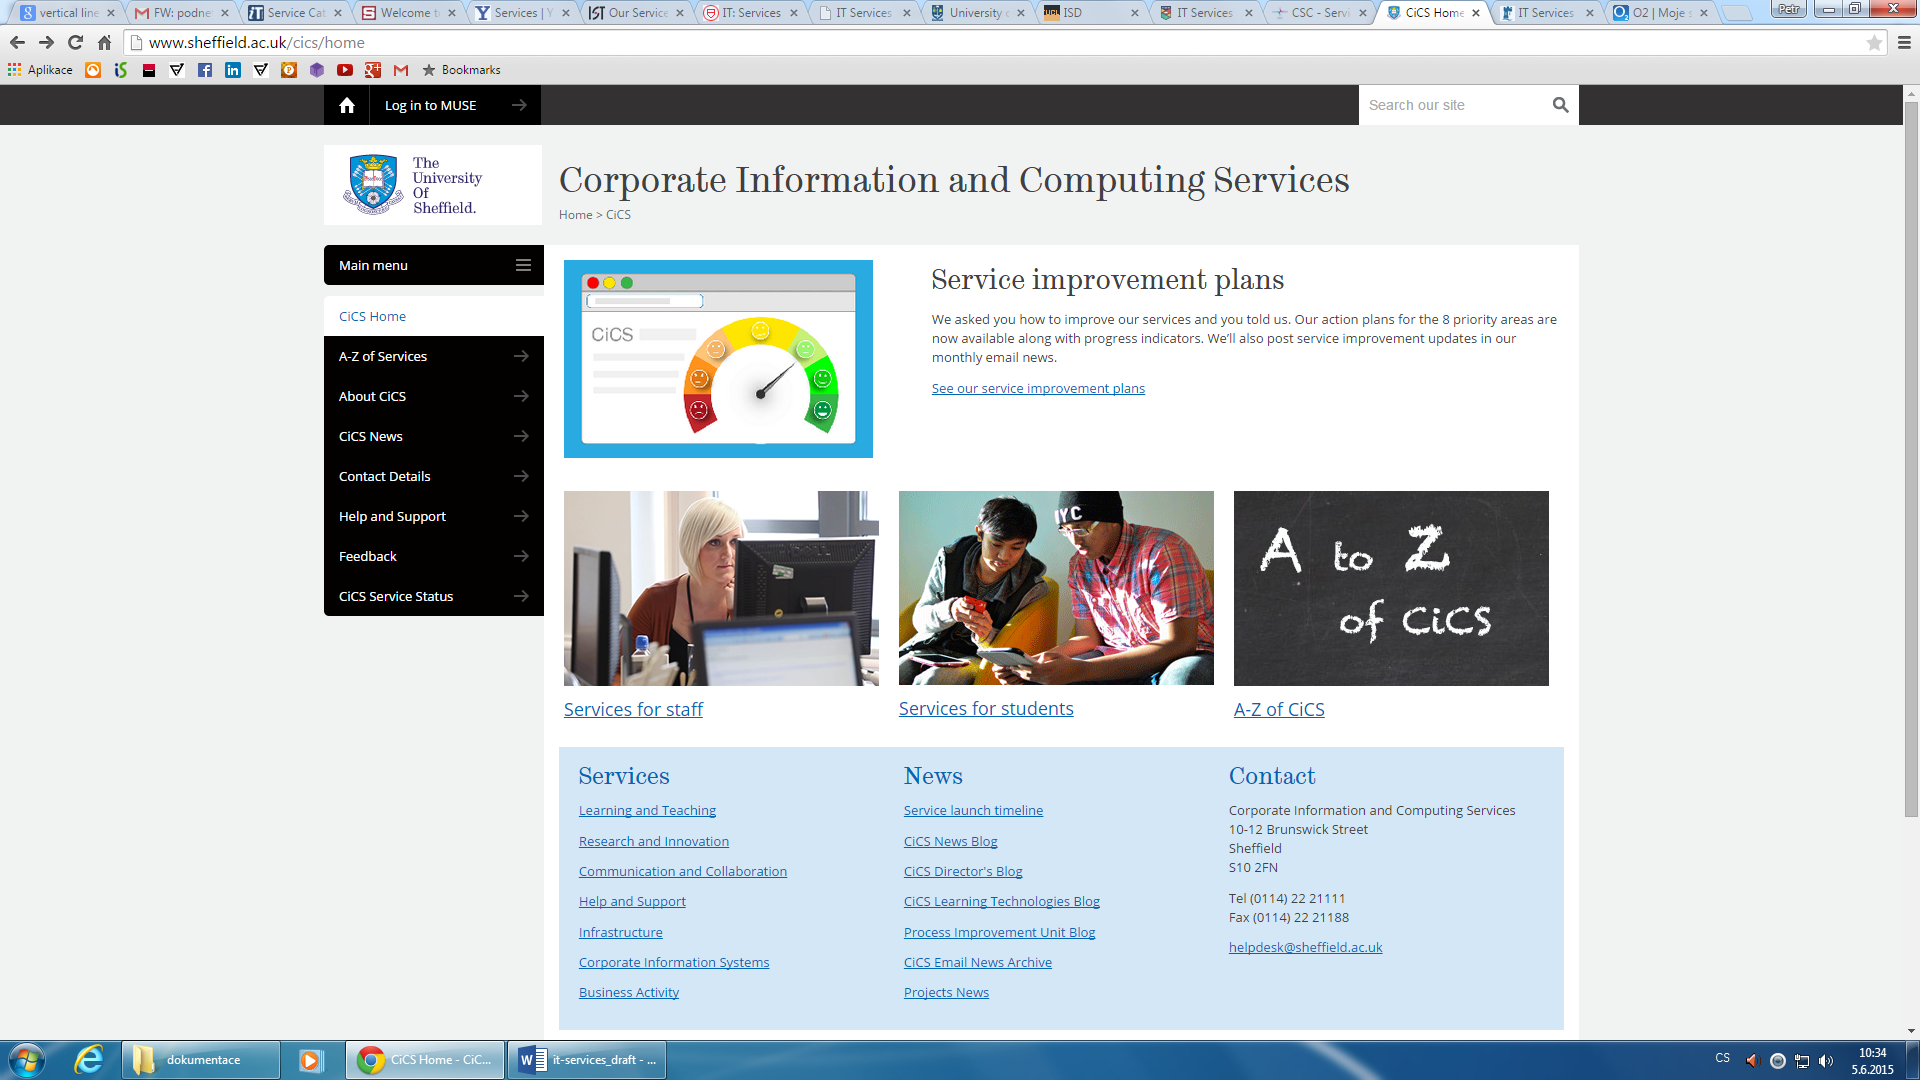 vertical line
FW: podne
Service Cat
Welcome t
Services | Y
Our Service
IT: Services
IT Services
University
ISD
IT Services
CSC - Servi
CiCS Home
IT Services
O2 | Moje
Petr
www.sheffield.ac.uk/cics/home
Aplikace
Bookmarks
Log in to MUSE
Search our site
The
University
Of
Sheffield.
Corporate Information and Computing Services
Home > CiCS
Main menu
CiCS Home
A-Z of Services
About CiCS
CiCS News
Contact Details
Help and Support
Feedback
CiCS Service Status
CiCS
Service improvement plans
We asked you how to improve our services and you told us. Our action plans for the 8 priority areas are
now available along with progress indicators. We'll also post service improvement updates in our
monthly email news.
See our service improvement plans
NYC
A to Z
of CiCS
Services for staff
Services for students
A-Z of CiCS
Services
Learning and Teaching
Research and Innovation
Communication and Collaboration
Help and Support
Infrastructure
Corporate Information Systems
Business Activity
News
Service launch timeline
CiCS News Blog
CiCS Director's Blog
CiCS Learning Technologies Blog
Process Improvement Unit Blog
CiCS Email News Archive
Projects News
Contact
Corporate Information and Computing Services
10-12 Brunswick Street
Sheffield
S10 2FN
Tel (0114) 22 21111
Fax (0114) 22 21188
helpdesk@sheffield.ac.uk
dokumentace
CiCS Home - CiC...
it-services_draft - ...
CS
10:34
5.6.2015